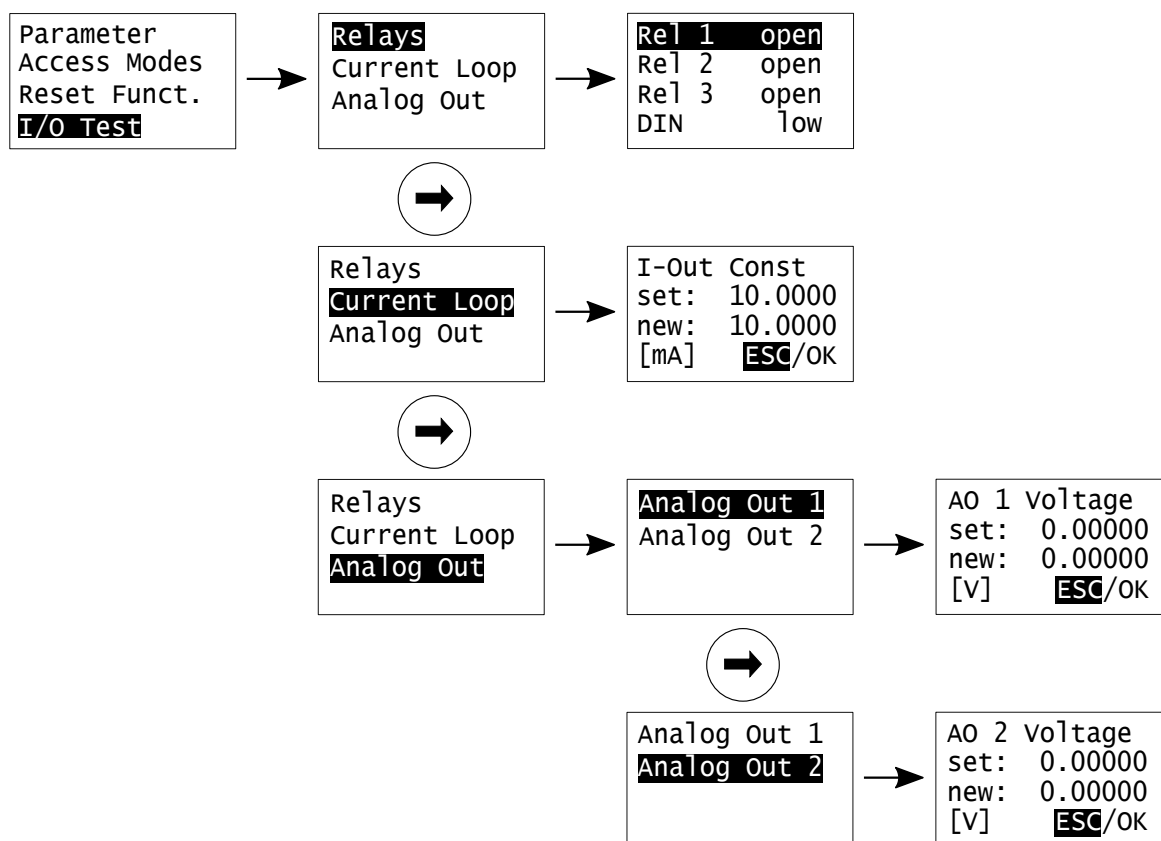 Parameter
Access Modes
Reset Funct.
I/O Test
Relays
Current Loop
Analog Out
Rel 1 open
Rel 2 open
Rel 3 open
DIN low
Relays
Current Loop
Analog Out
I-Out Const
set: 10.0000
new: 10.0000
[mA] ESC/OK
Relays
Current Loop
Analog Out
Analog Out 1
Analog Out 2
AO 1 Voltage
set: 0.00000
new: 0.00000
[V] ESC/OK
Analog Out 1
Analog Out 2
AO 2 Voltage
set: 0.00000
new: 0.00000
[V] ESC/OK